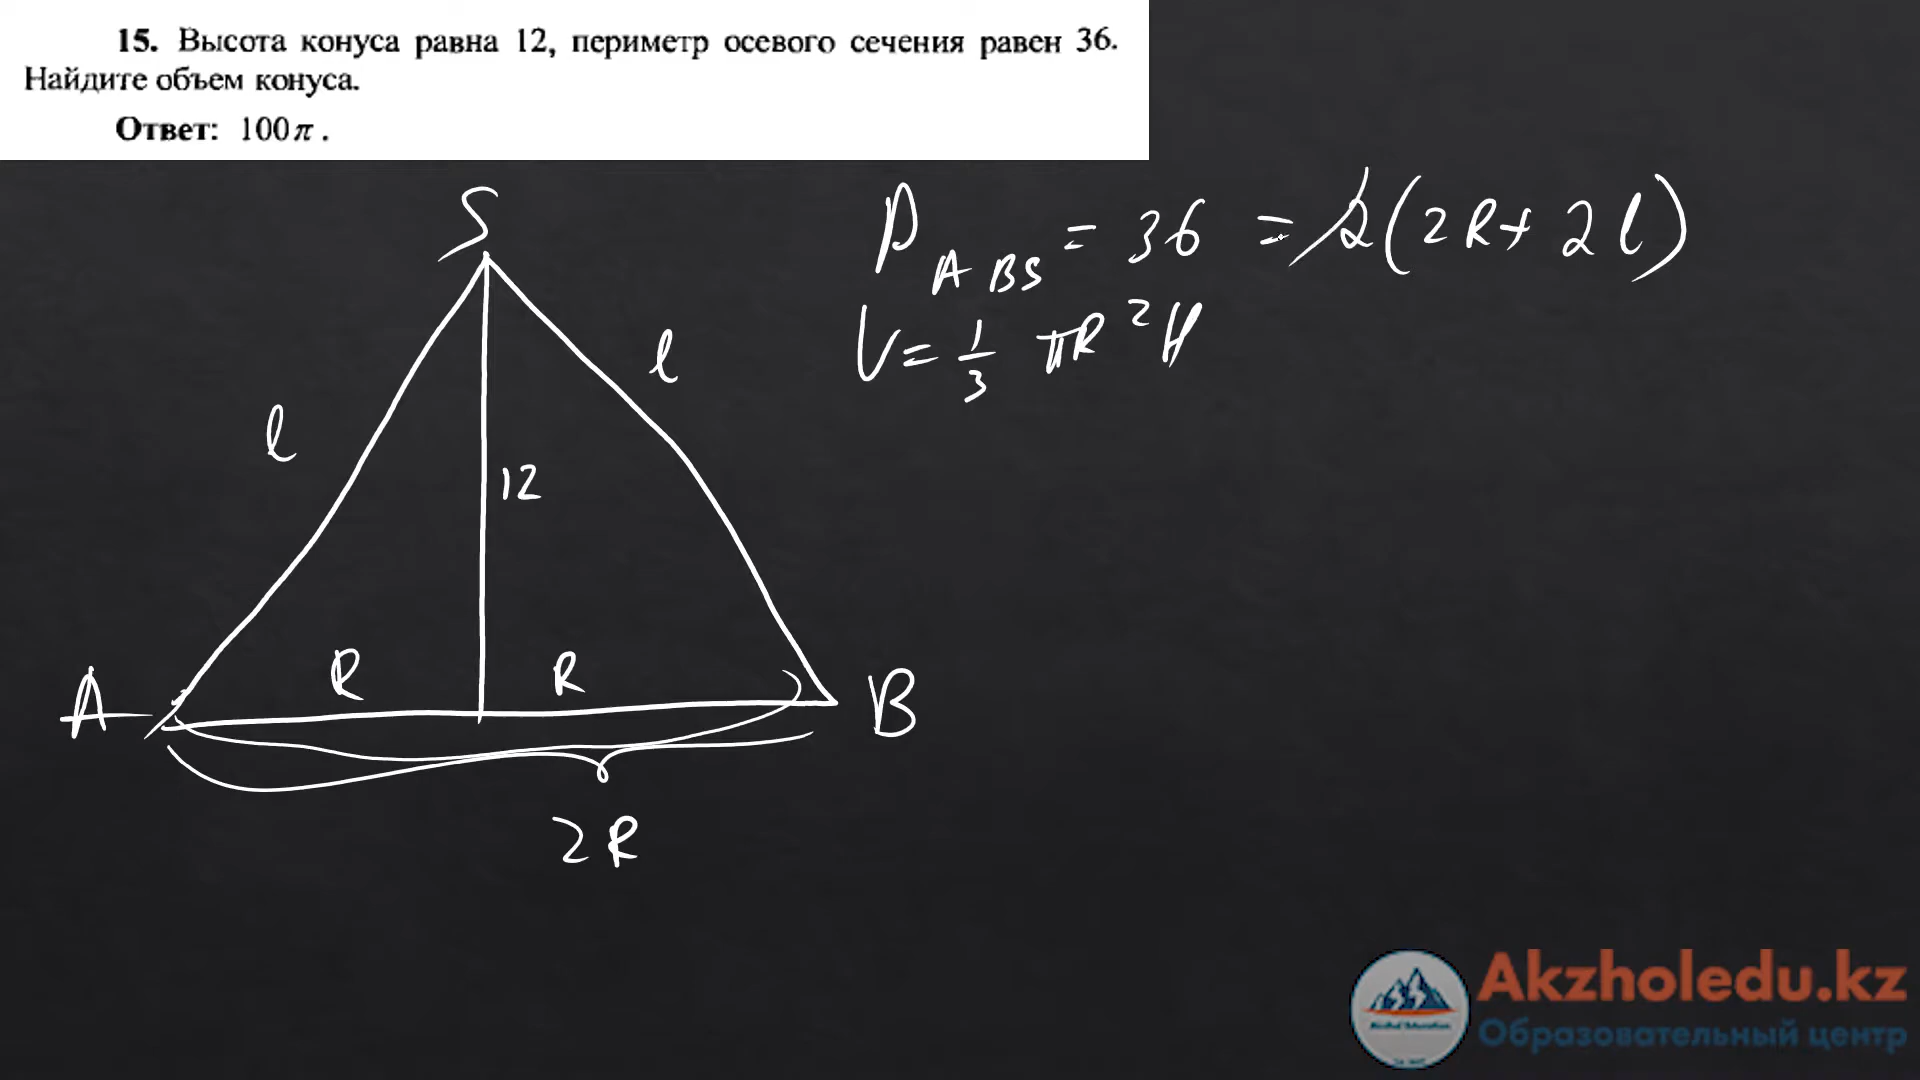 15. Высота конуса равна 12, периметр осевого сечения равен 36.
Найдите объем конуса.
Ответ: 100π.
S
P ABS = 36 = 2(2R+2l)
V = 1/3 πR²H
l
l
12
R
R
A
B
2R
Akzholedu.kz
Образовательный центр